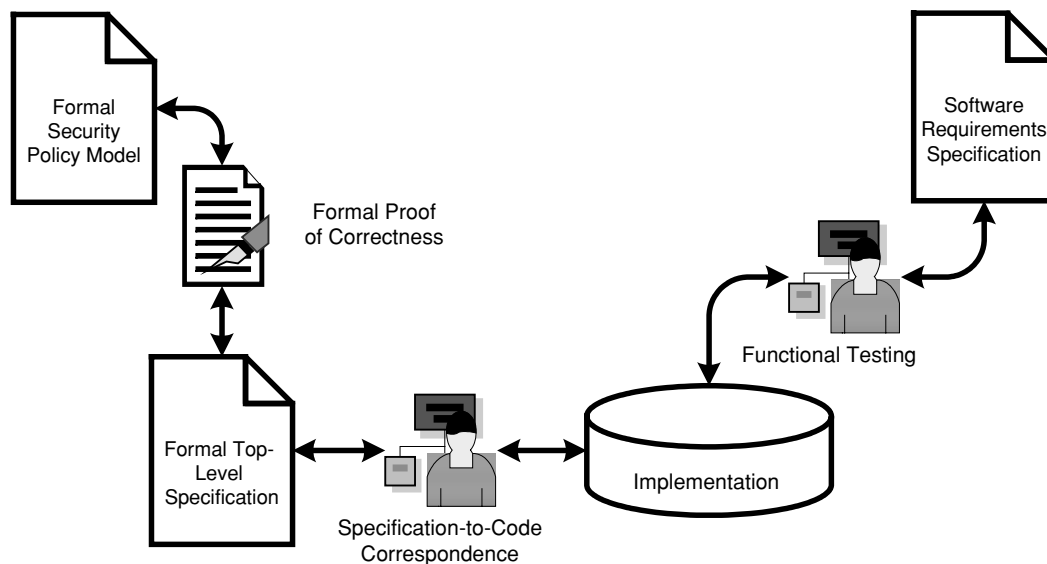 Formal
Security
Policy Model
Formal Proof
of Correctness
Software
Requirements
Specification
Functional Testing
Formal Top-
Level
Specification
Specification-to-Code
Correspondence
Implementation